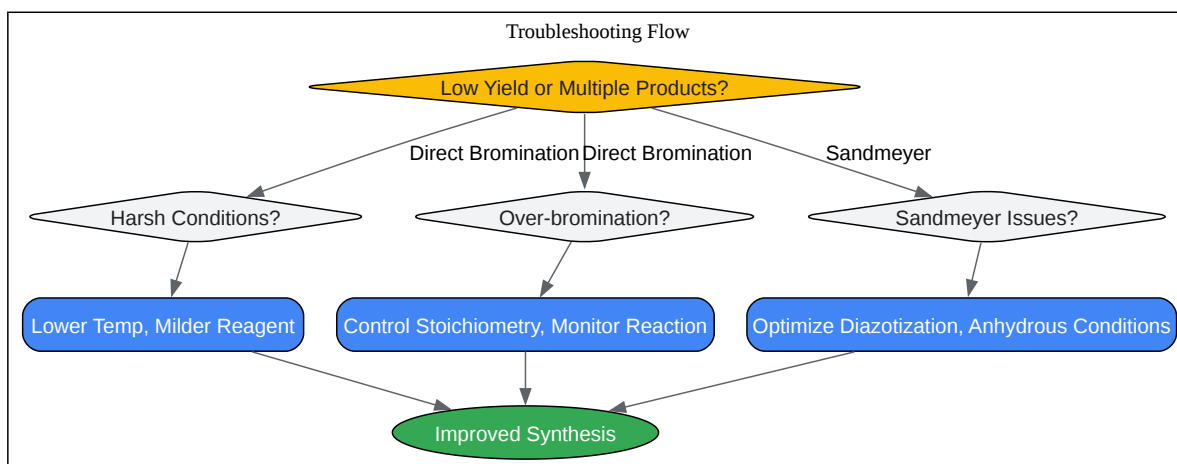 Troubleshooting Flow
Low Yield or Multiple Products?
Direct Bromination
Direct Bromination
Sandmeyer
Harsh Conditions?
Over-bromination?
Sandmeyer Issues?
Lower Temp, Milder Reagent
Control Stoichiometry, Monitor Reaction
Optimize Diazotization, Anhydrous Conditions
Improved Synthesis